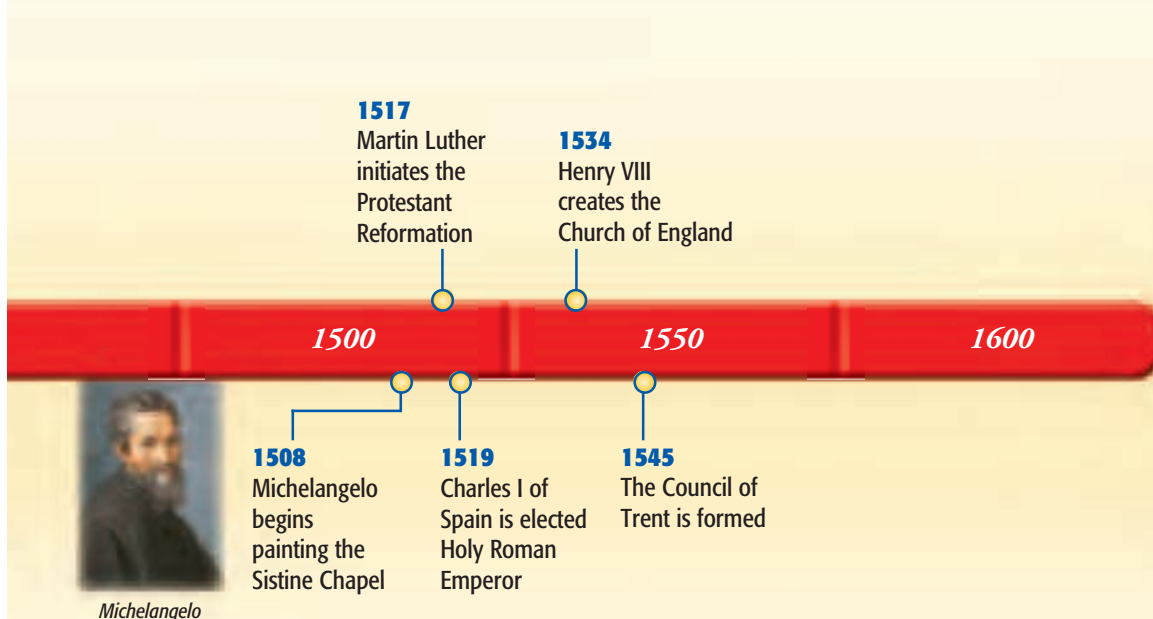 1517
Martin Luther
initiates the
Protestant
Reformation
1534
Henry VIII
creates the
Church of England
1500
1550
1600
1508
Michelangelo
begins
painting the
Sistine Chapel
1519
Charles I of
Spain is elected
Holy Roman
Emperor
1545
The Council of
Trent is formed
Michelangelo